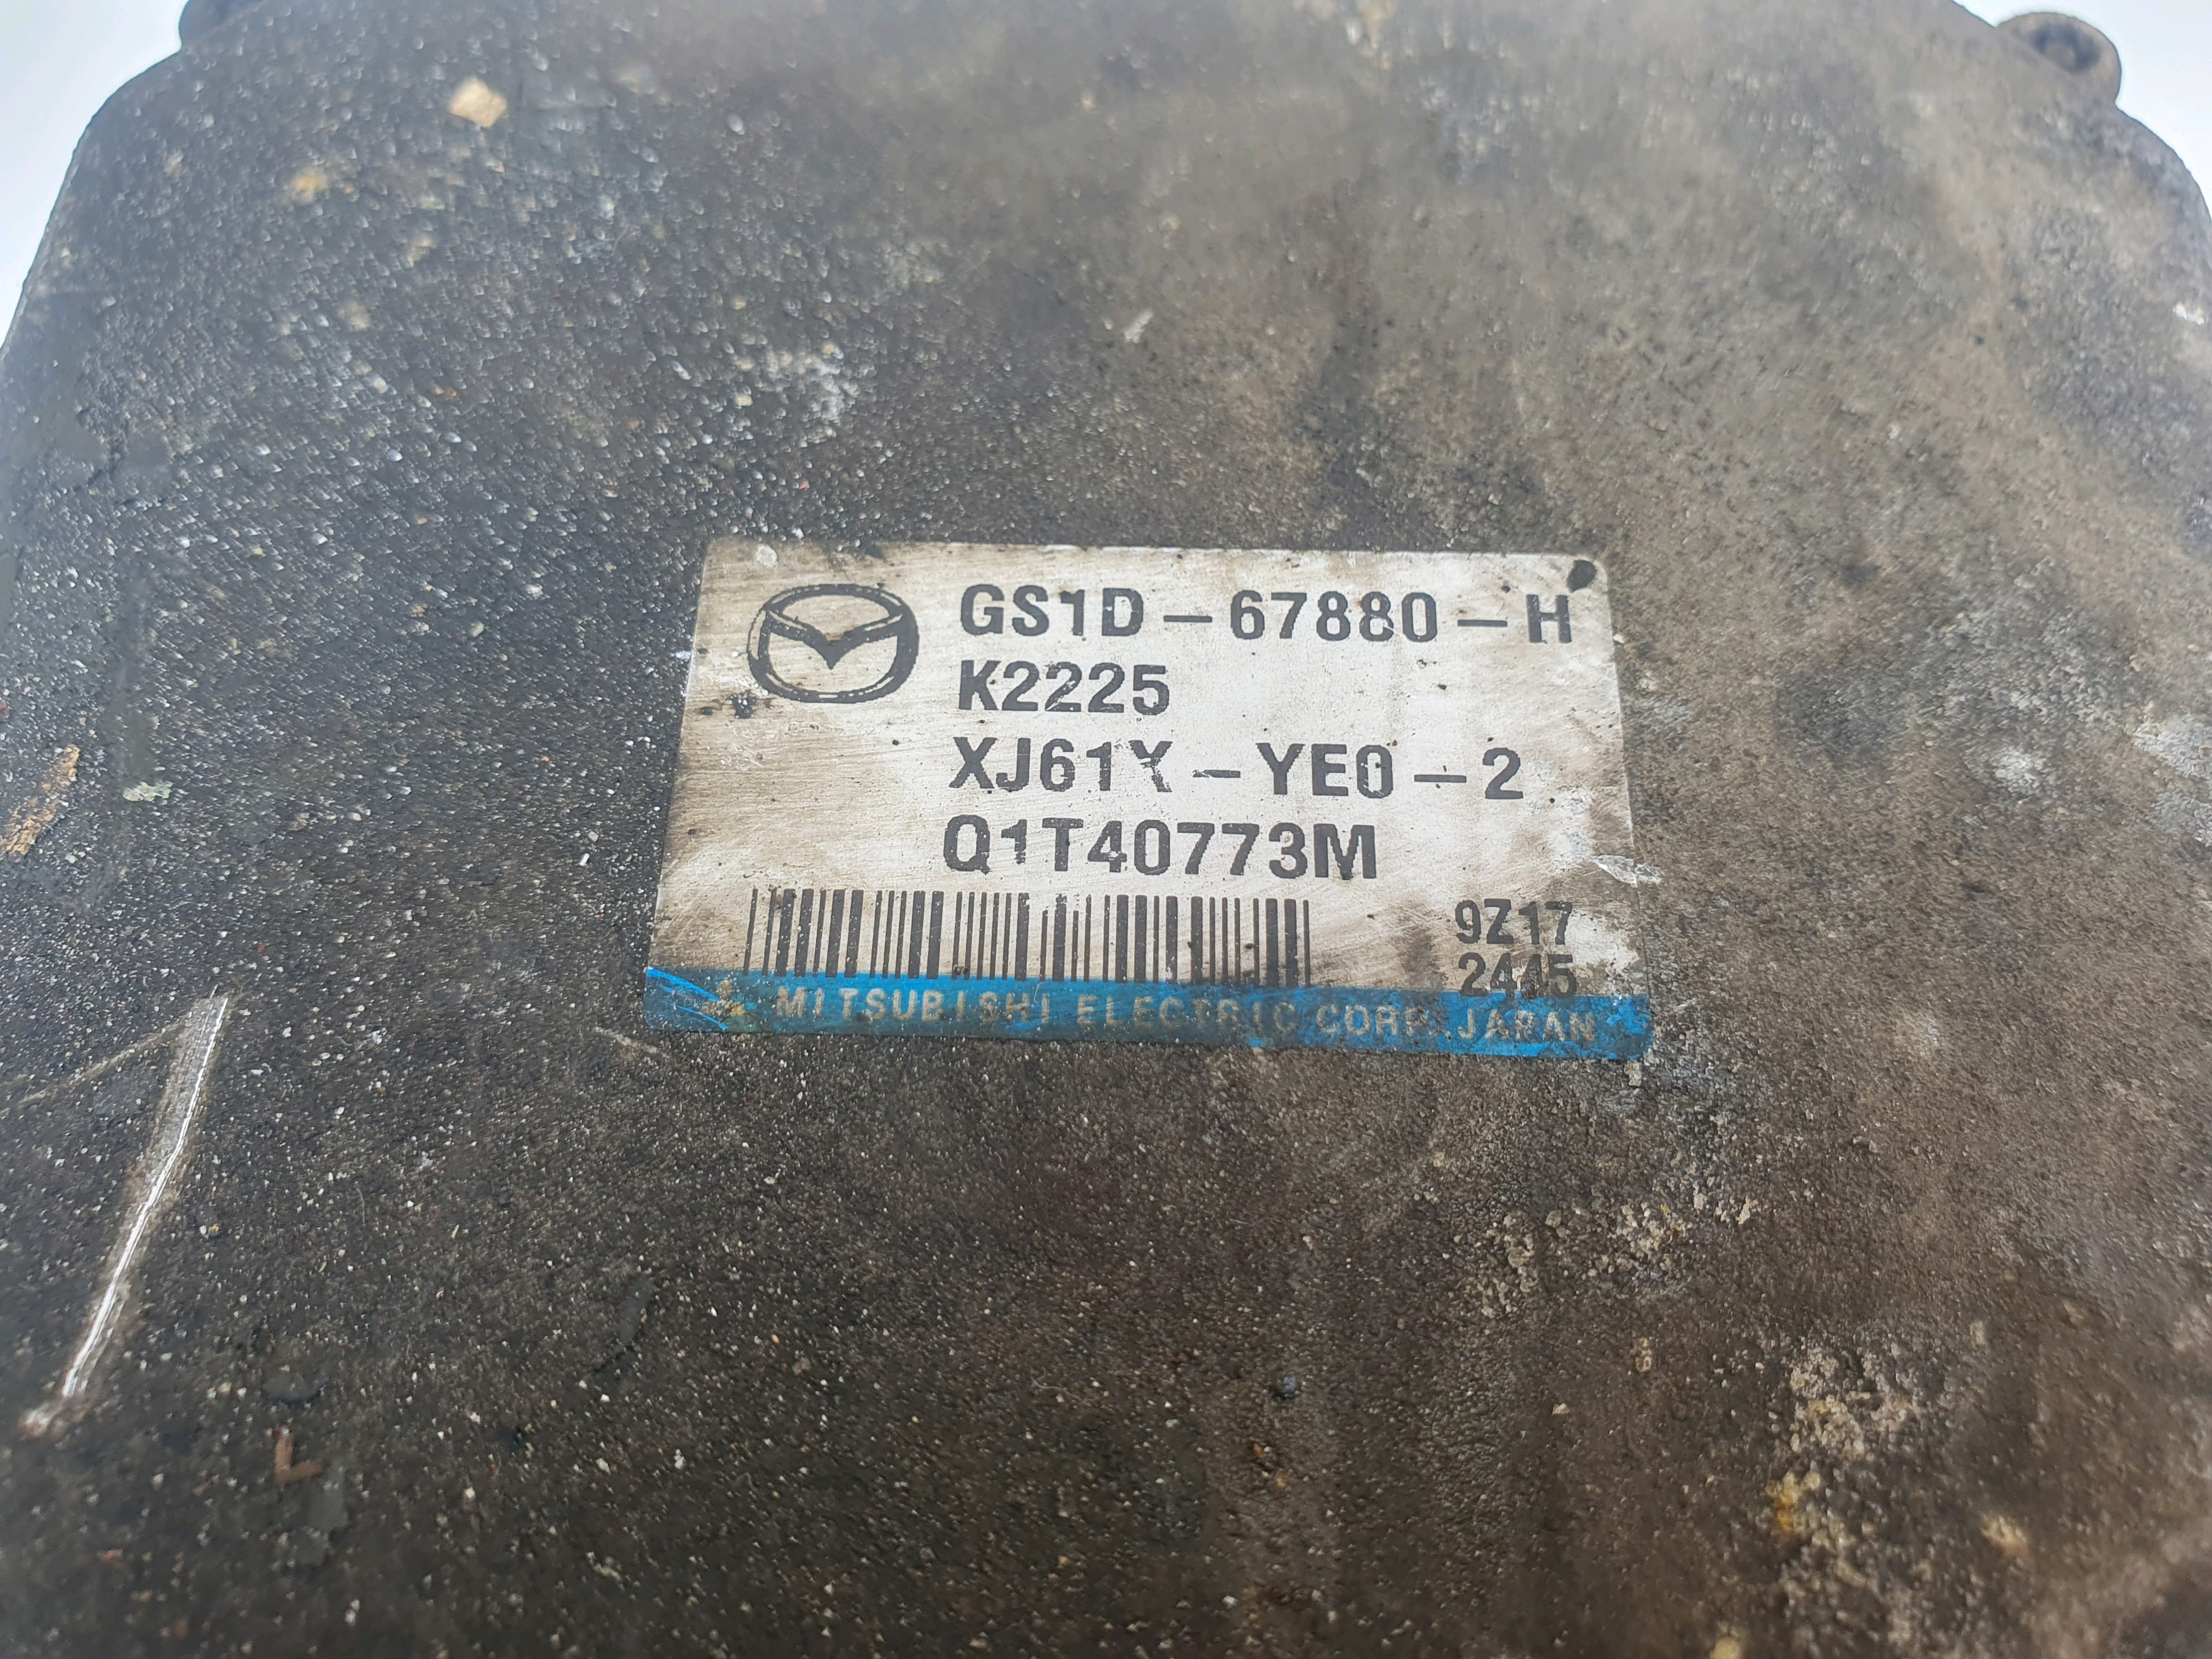 GS1D-67880-H
K2225
XJ61Y-YE0-2
Q1T40773M
9Z17
2445
MITSUBISHI ELECTRIC CORP. JAPAN